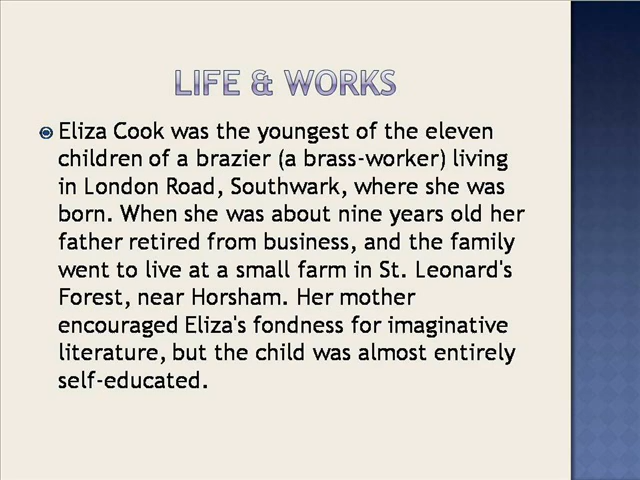 LIFE & WORKS
Eliza Cook was the youngest of the eleven
children of a brazier (a brass-worker) living
in London Road, Southwark, where she was
born. When she was about nine years old her
father retired from business, and the family
went to live at a small farm in St. Leonard's
Forest, near Horsham. Her mother
encouraged Eliza's fondness for imaginative
literature, but the child was almost entirely
self-educated.